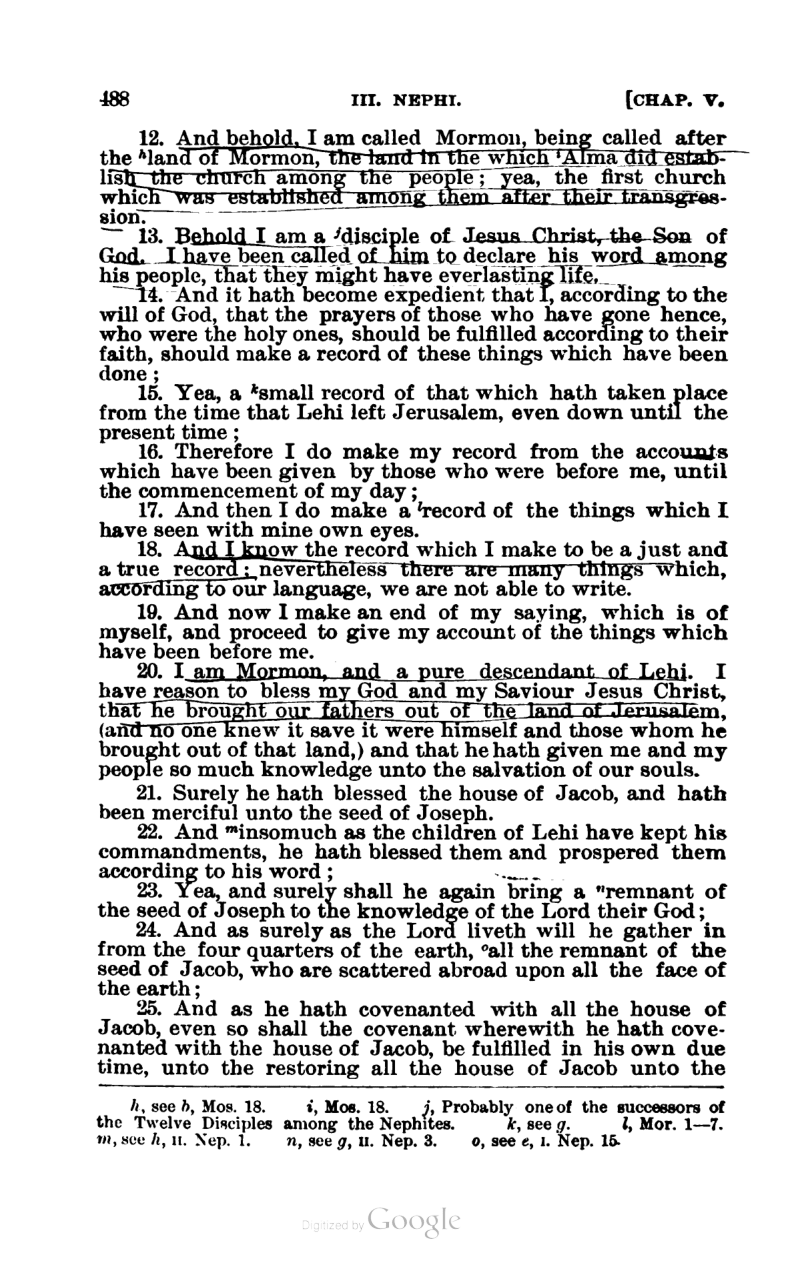 488 III. NEPHI. [CHAP. V.
12. And behold, I am called Mormon, being called after
the ʰland of Mormon, the land in the which ⁱAlma did estab-
lish the church among the people; yea, the first church
which was established among them after their transgres-
sion.
13. Behold I am a ʲdisciple of Jesus Christ, the Son of
God. I have been called of him to declare his word among
his people, that they might have everlasting life.
14. And it hath become expedient that I, according to the
will of God, that the prayers of those who have gone hence,
who were the holy ones, should be fulfilled according to their
faith, should make a record of these things which have been
done;
15. Yea, a ᵏsmall record of that which hath taken place
from the time that Lehi left Jerusalem, even down until the
present time;
16. Therefore I do make my record from the accounts
which have been given by those who were before me, until
the commencement of my day;
17. And then I do make a ˡrecord of the things which I
have seen with mine own eyes.
18. And I know the record which I make to be a just and
a true record; nevertheless there are many things which,
according to our language, we are not able to write.
19. And now I make an end of my saying, which is of
myself, and proceed to give my account of the things which
have been before me.
20. I am Mormon, and a pure descendant of Lehi. I
have reason to bless my God and my Saviour Jesus Christ,
that he brought our fathers out of the land of Jerusalem,
(and no one knew it save it were himself and those whom he
brought out of that land,) and that he hath given me and my
people so much knowledge unto the salvation of our souls.
21. Surely he hath blessed the house of Jacob, and hath
been merciful unto the seed of Joseph.
22. And ᵐinsomuch as the children of Lehi have kept his
commandments, he hath blessed them and prospered them
according to his word;
23. Yea, and surely shall he again bring a ⁿremnant of
the seed of Joseph to the knowledge of the Lord their God;
24. And as surely as the Lord liveth will he gather in
from the four quarters of the earth, ᵒall the remnant of the
seed of Jacob, who are scattered abroad upon all the face of
the earth;
25. And as he hath covenanted with all the house of
Jacob, even so shall the covenant wherewith he hath cove-
nanted with the house of Jacob, be fulfilled in his own due
time, unto the restoring all the house of Jacob unto the
h, see h, Mos. 18. i, Mos. 18. j, Probably one of the successors of
the Twelve Disciples among the Nephites. k, see g. l, Mor. 1—7.
m, see h, II. Nep. 1. n, see g, II. Nep. 3. o, see e, I. Nep. 15.
Digitized by Google